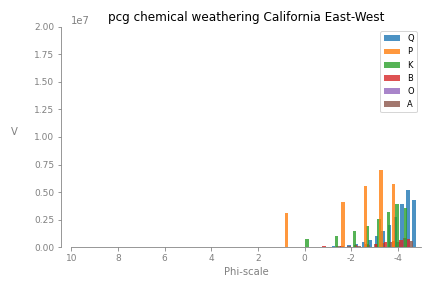 pcg chemical weathering California East-West
1e7
2.00
1.75
1.50
1.25
1.00
0.75
0.50
0.25
0.00
V
Q
P
K
B
O
A
10 8 6 4 2 0 -2 -4
Phi-scale